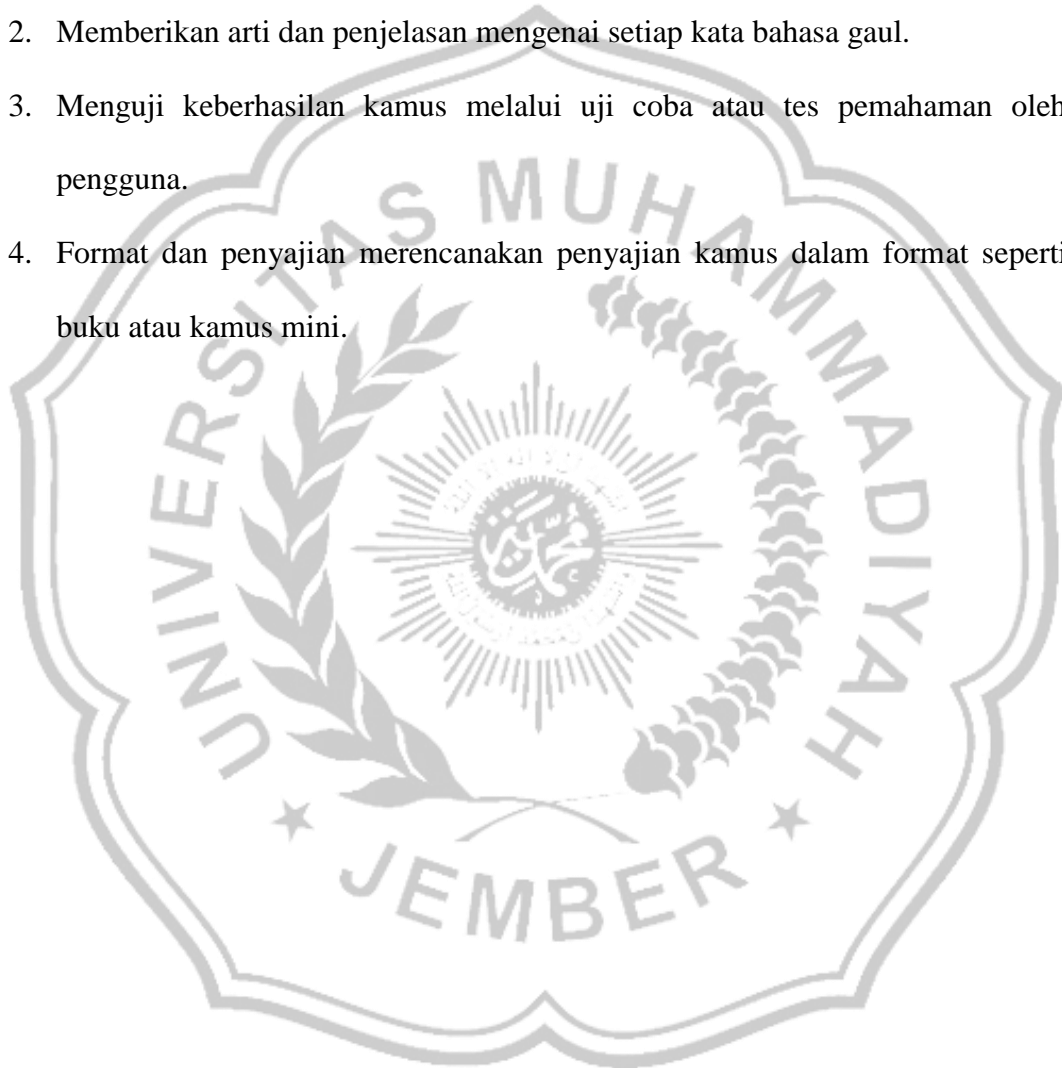 2. Memberikan arti dan penjelasan mengenai setiap kata bahasa gaul.
3. Menguji keberhasilan kamus melalui uji coba atau tes pemahaman oleh
pengguna.
4. Format dan penyajian merencanakan penyajian kamus dalam format seperti
buku atau kamus mini.
UNIVERSITAS MUHAMMADIYAH
JEMBER